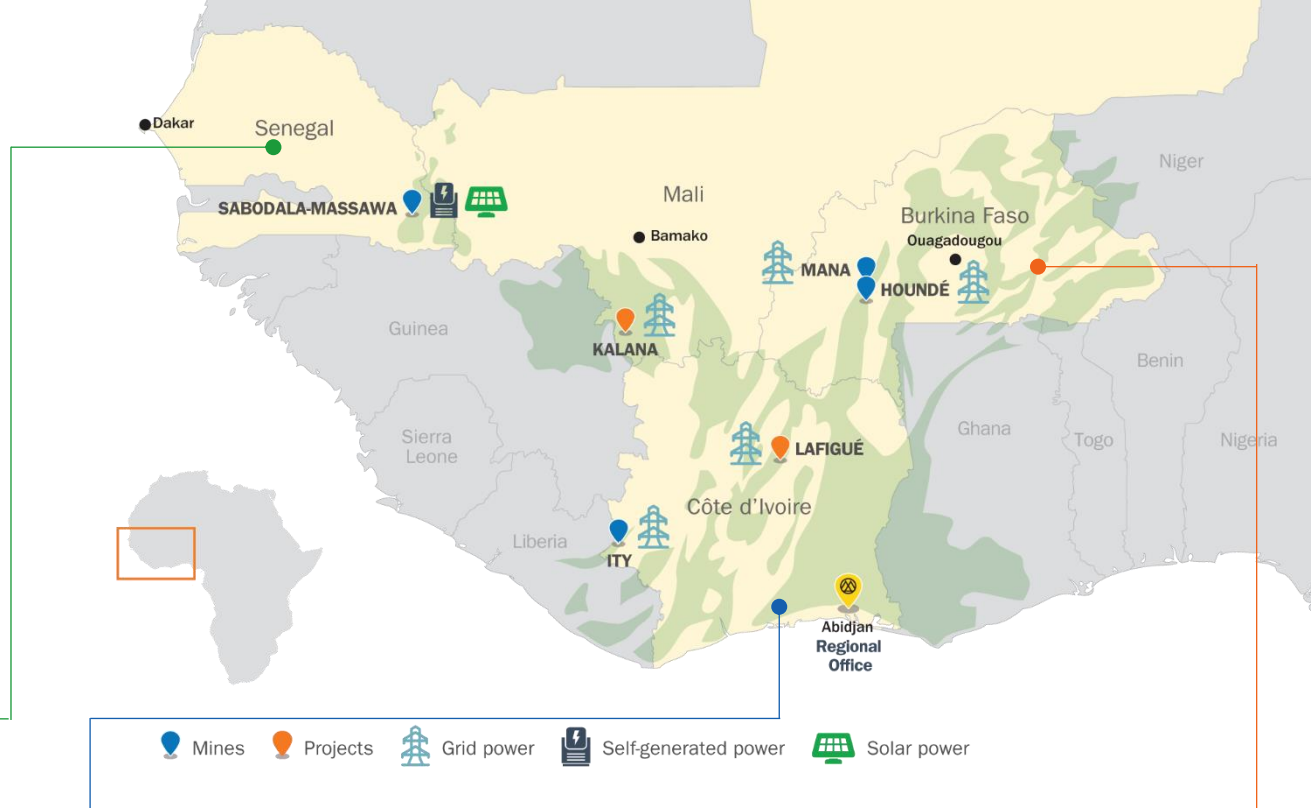 Dakar
Senegal
Niger
Mali
SABODALA-MASSAWA
Burkina Faso
Bamako
Ouagadougou
MANA
HOUNDÉ
Guinea
KALANA
Benin
Ghana
Sierra
Leone
Togo
Nigeria
LAFIGUÉ
Côte d'Ivoire
Liberia
ITY
Abidjan
Regional
Office
Mines
Projects
Grid power
Self-generated power
Solar power